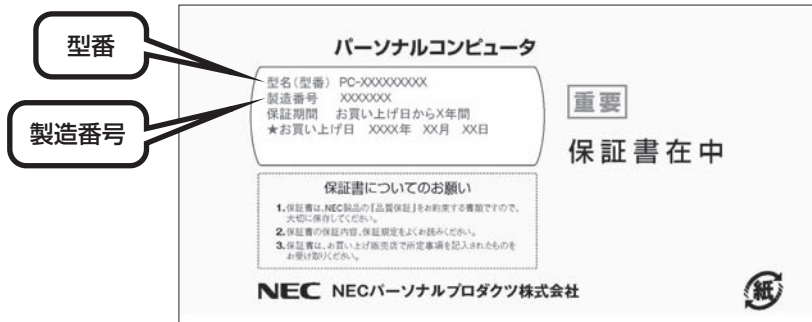 型番
製造番号
パーソナルコンピュータ
型名(型番) PC-XXXXXXXXX
製造番号 XXXXXXX
保証期間 お買い上げ日からX年間
★お買い上げ日 XXXX年 XX月 XX日
重要
保証書在中
保証書についてのお願い
1.保証書は、NEC製品の『品質保証』をお約束する書類ですので、
大切に保存してください。
2.保証書の保証内容、保証規定をよくお読みください。
3.保証書は、お買い上げ販売店で所定事項を記入されたものを
お受け取りください。
NEC NECパーソナルプロダクツ株式会社
紙